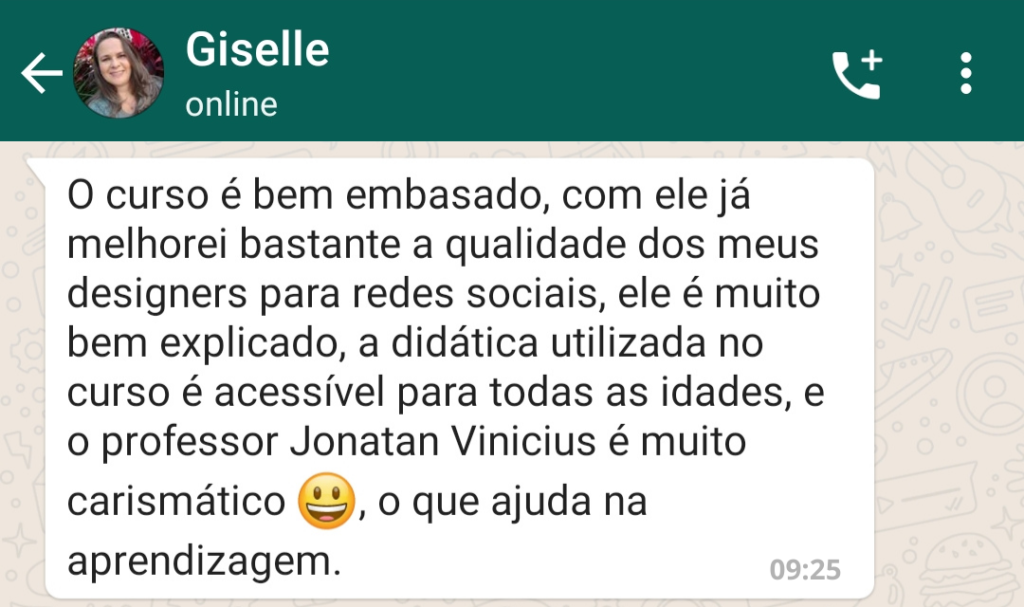 Giselle
online
O curso é bem embasado, com ele já
melhorei bastante a qualidade dos meus
designers para redes sociais, ele é muito
bem explicado, a didática utilizada no
curso é acessível para todas as idades, e
o professor Jonatan Vinicius é muito
carismático 😃, o que ajuda na
aprendizagem.
09:25